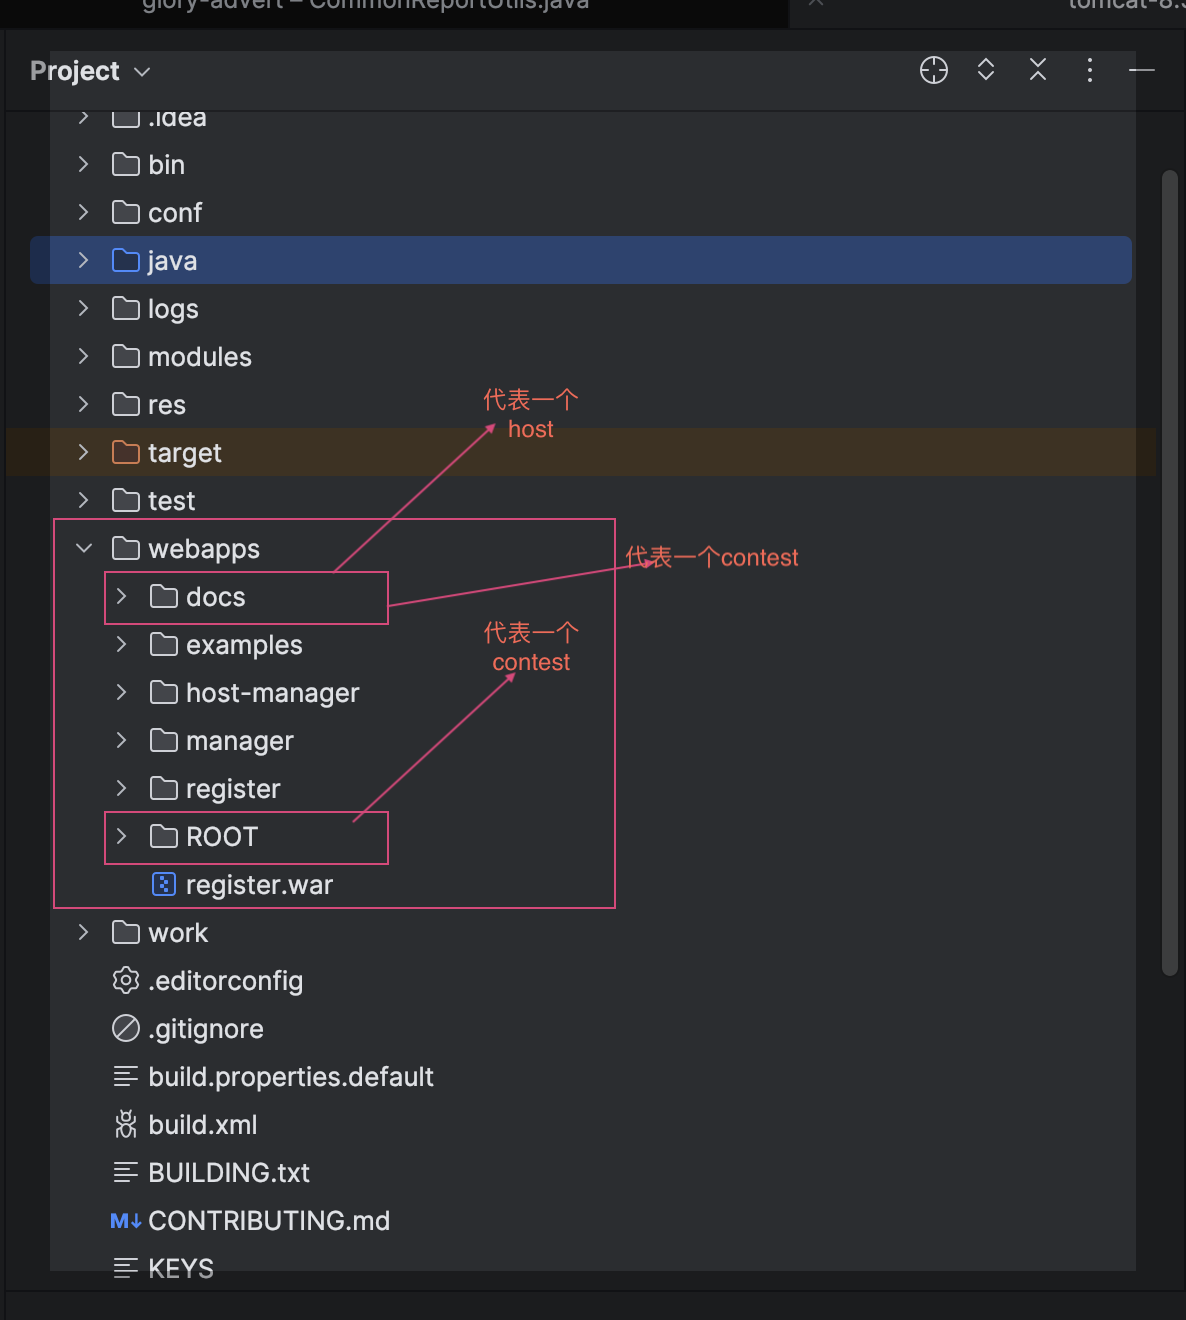 glory-advert – CommonReportUtils.java
tomcat-8.5
Project
.idea
bin
conf
java
logs
modules
res
代表一个
host
target
test
webapps
代表一个contest
docs
代表一个
contest
examples
host-manager
manager
register
ROOT
register.war
work
.editorconfig
.gitignore
build.properties.default
build.xml
BUILDING.txt
M↓ CONTRIBUTING.md
KEYS